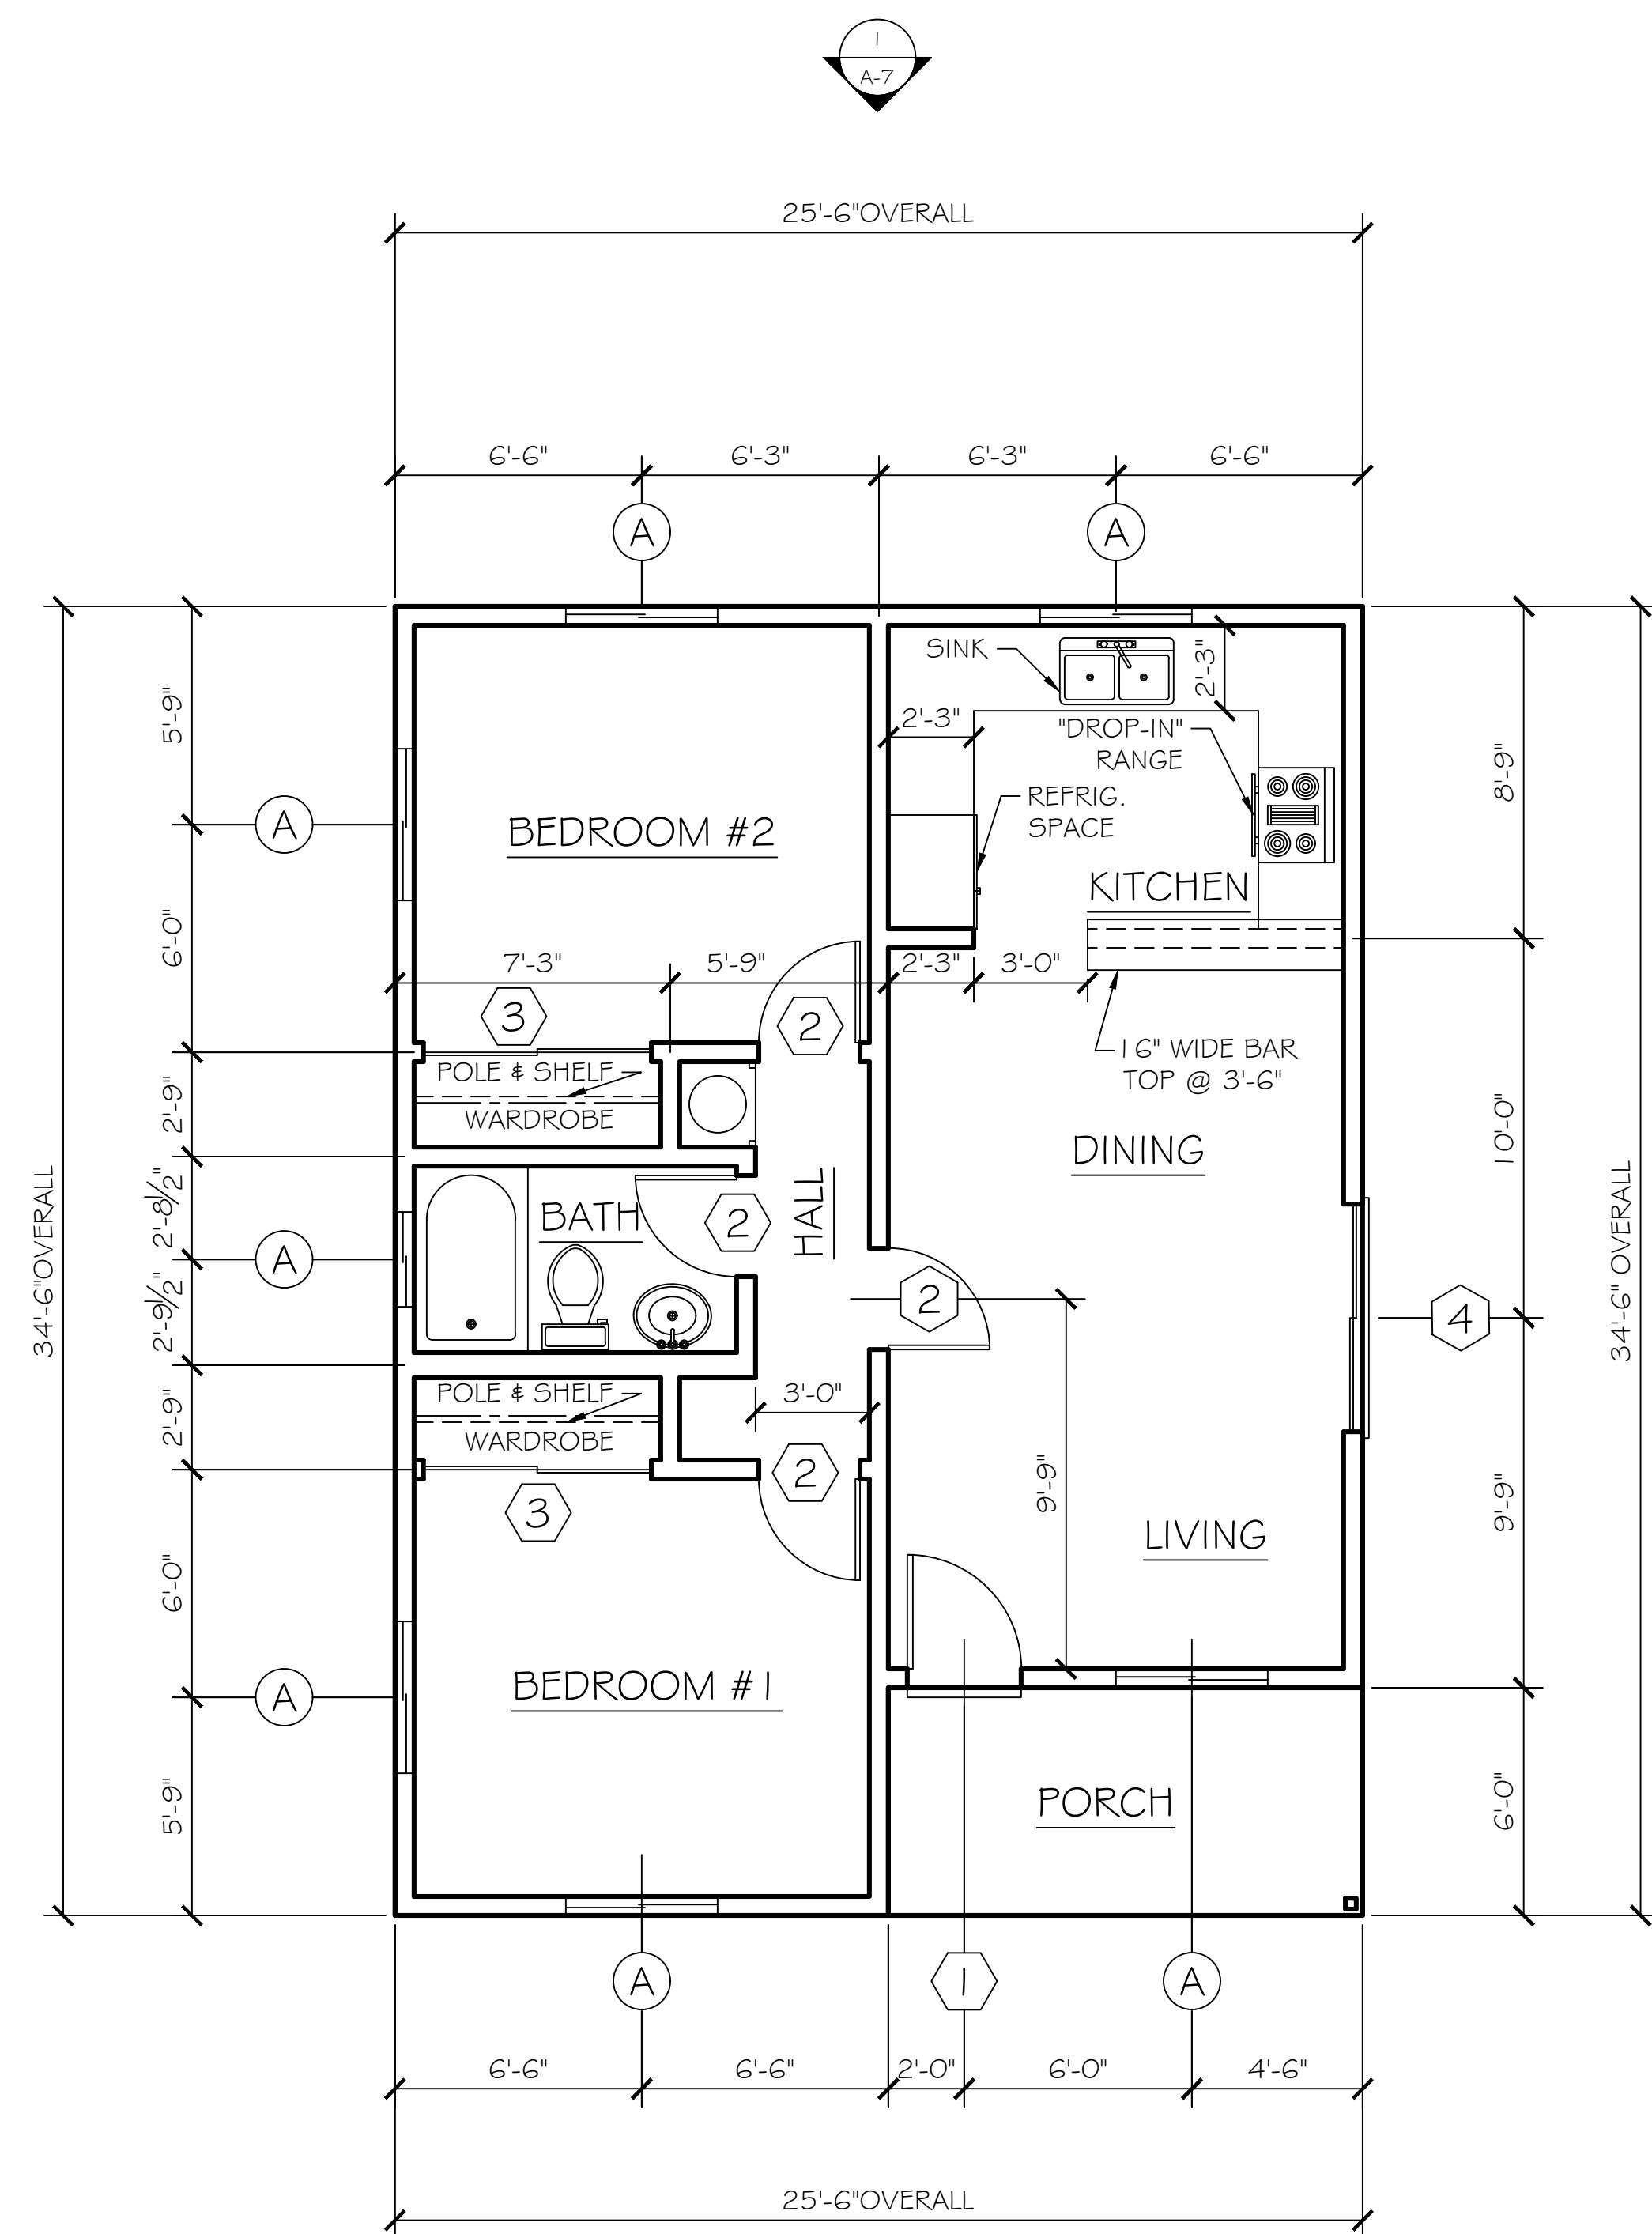 1
A-7
25'-6"OVERALL
6'-6"
6'-3"
6'-3"
6'-6"
A
A
SINK
2'-3"
2'-3"
"DROP-IN"
RANGE
REFRIG.
SPACE
5'-9"
8'-9"
A
BEDROOM #2
KITCHEN
6'-0"
7'-3"
5'-9"
2'-3"
3'-0"
3
2
16" WIDE BAR
TOP @ 3'-6"
POLE & SHELF
WARDROBE
2'-9"
10'-0"
DINING
34'-6"OVERALL
34'-6" OVERALL
2'-8 1/2"
BATH
2
HALL
A
2
4
2'-9 1/2"
POLE & SHELF
WARDROBE
3'-0"
2'-9"
2
3
9'-9"
9'-9"
LIVING
6'-0"
A
BEDROOM #1
5'-9"
PORCH
6'-0"
A
1
A
6'-6"
6'-6"
2'-0"
6'-0"
4'-6"
25'-6"OVERALL